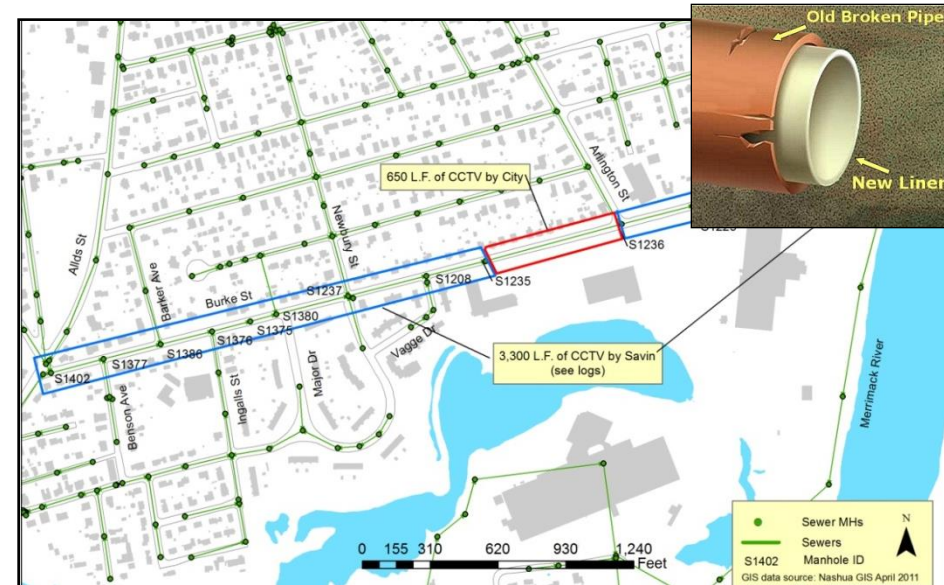 Old Broken Pipe
New Liner
Arlington St
650 L.F. of CCTV by City
Allds St
Newbury St
Barker Ave
S1236
S1235
S1208
S1237
Burke St
S1380
S1375
S1376
S1386
S1377
S1402
Vagge Dr
Major Dr
Ingalls St
Benson Ave
3,300 L.F. of CCTV by Savin
(see logs)
Merrimack River
0 155 310 620 930 1,240
Feet
Sewer MHs
Sewers
S1402 Manhole ID
N
GIS data source: Nashua GIS April 2011